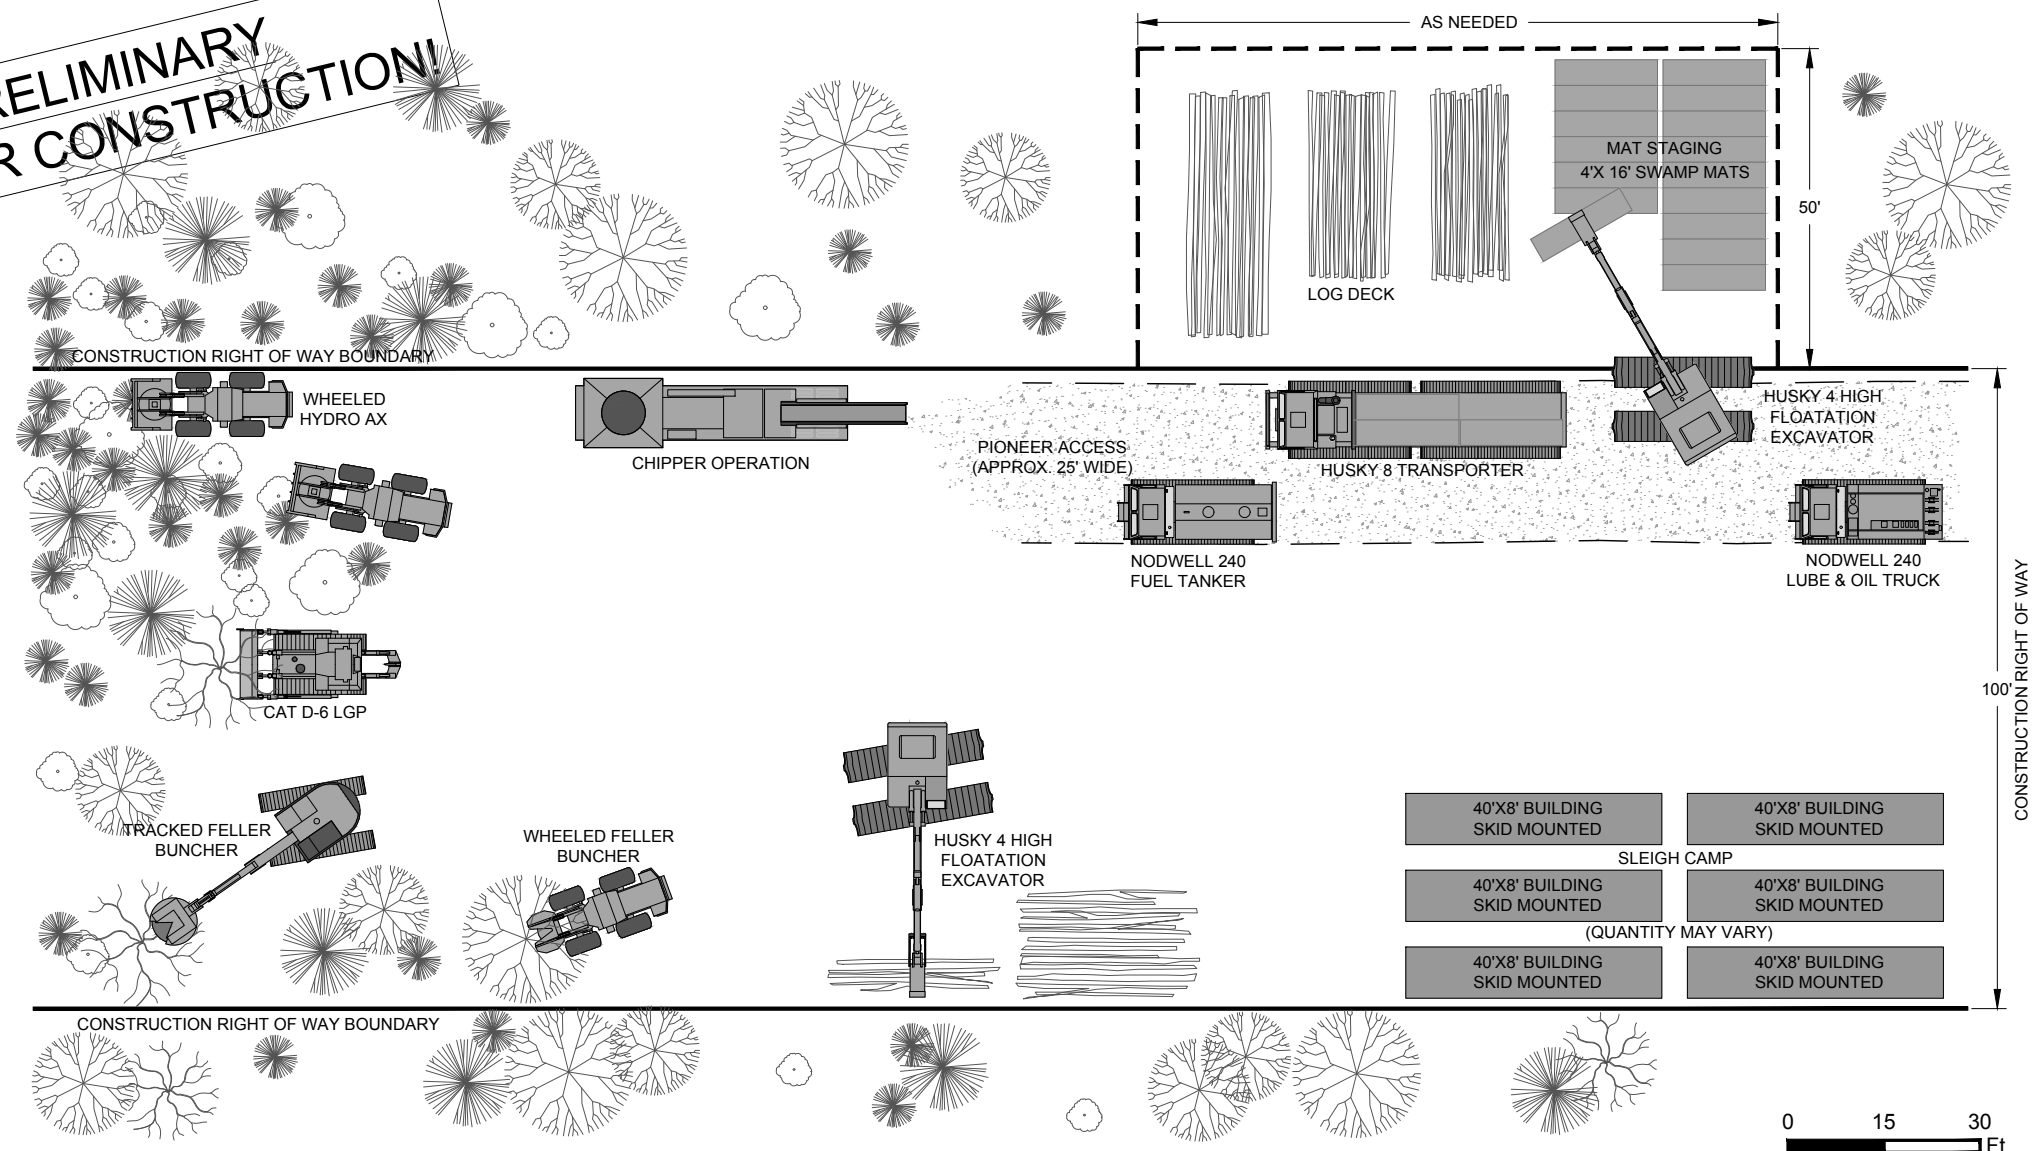 RELIMINARY
R CONSTRUCTION!
AS NEEDED
MAT STAGING
4'X 16' SWAMP MATS
50'
LOG DECK
CONSTRUCTION RIGHT OF WAY BOUNDARY
WHEELED
HYDRO AX
CHIPPER OPERATION
PIONEER ACCESS
(APPROX. 25' WIDE)
HUSKY 8 TRANSPORTER
HUSKY 4 HIGH
FLOATATION
EXCAVATOR
NODWELL 240
FUEL TANKER
NODWELL 240
LUBE & OIL TRUCK
100'
CONSTRUCTION RIGHT OF WAY
CAT D-6 LGP
TRACKED FELLER
BUNCHER
WHEELED FELLER
BUNCHER
HUSKY 4 HIGH
FLOATATION
EXCAVATOR
40'X8' BUILDING
SKID MOUNTED
40'X8' BUILDING
SKID MOUNTED
SLEIGH CAMP
40'X8' BUILDING
SKID MOUNTED
40'X8' BUILDING
SKID MOUNTED
(QUANTITY MAY VARY)
40'X8' BUILDING
SKID MOUNTED
40'X8' BUILDING
SKID MOUNTED
CONSTRUCTION RIGHT OF WAY BOUNDARY
0 15 30
Ft